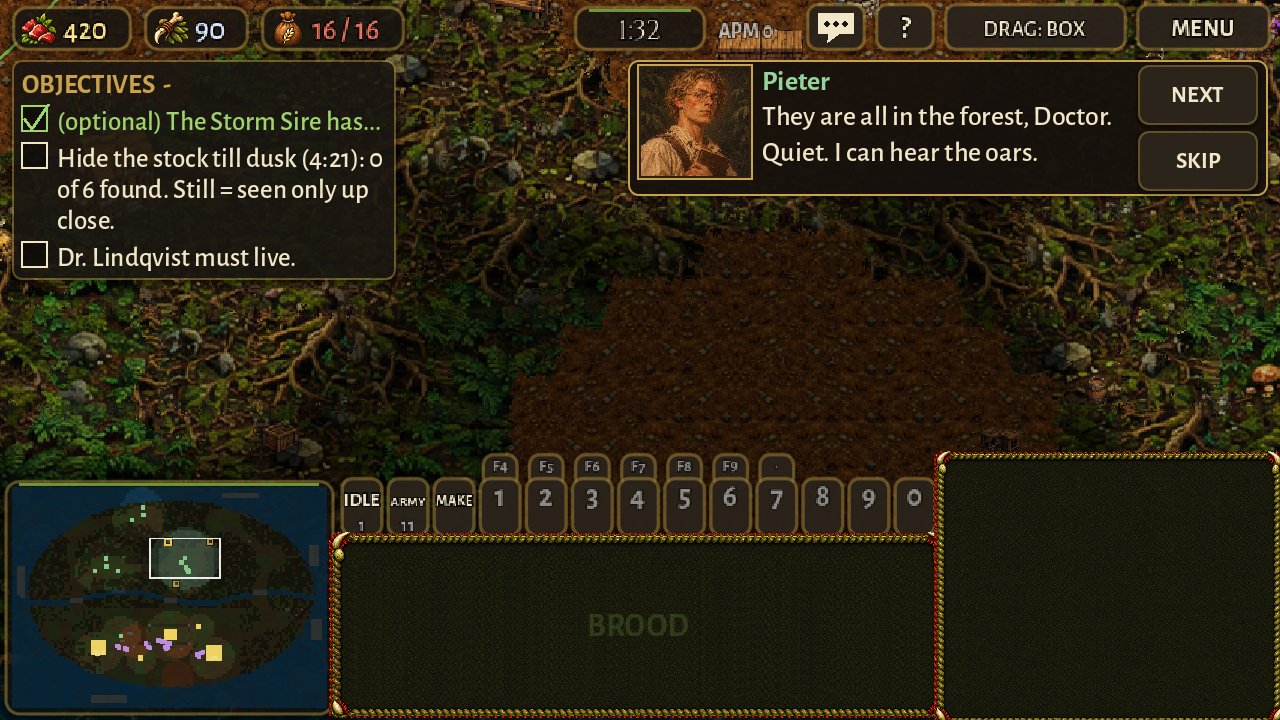 420
90
16 / 16
1:32
APM 0
?
DRAG: BOX
MENU
OBJECTIVES -
(optional) The Storm Sire has...
Hide the stock till dusk (4:21): 0
of 6 found. Still = seen only up
close.
Dr. Lindqvist must live.
Pieter
They are all in the forest, Doctor.
Quiet. I can hear the oars.
NEXT
SKIP
F4 F5 F6 F7 F8 F9
IDLE ARMY MAKE 1 2 3 4 5 6 7 8 9 0
1 11
BROOD